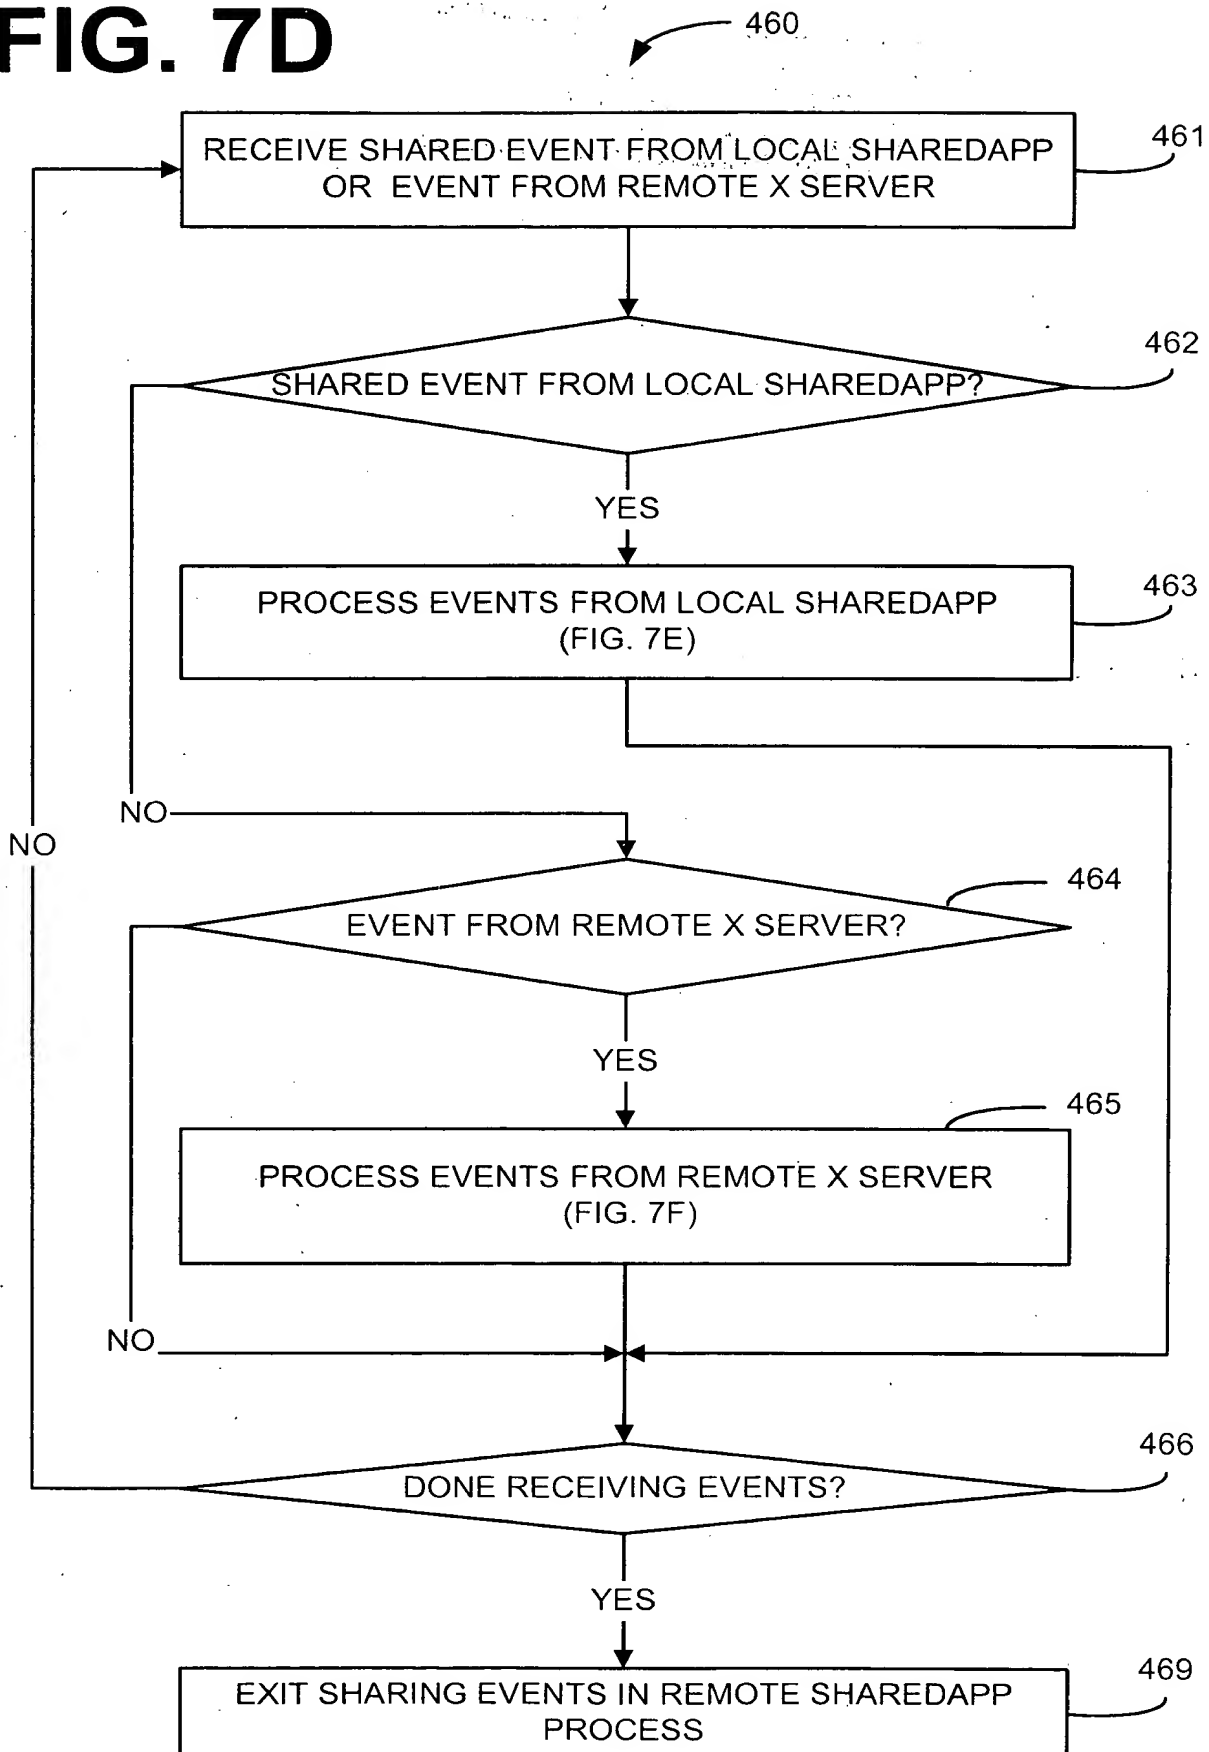 FIG. 7D
460
RECEIVE SHARED EVENT FROM LOCAL SHAREDAPP
OR EVENT FROM REMOTE X SERVER
461
SHARED EVENT FROM LOCAL SHAREDAPP?
462
YES
PROCESS EVENTS FROM LOCAL SHAREDAPP
(FIG. 7E)
463
NO
NO
EVENT FROM REMOTE X SERVER?
464
YES
PROCESS EVENTS FROM REMOTE X SERVER
(FIG. 7F)
465
NO
DONE RECEIVING EVENTS?
466
YES
EXIT SHARING EVENTS IN REMOTE SHAREDAPP
PROCESS
469